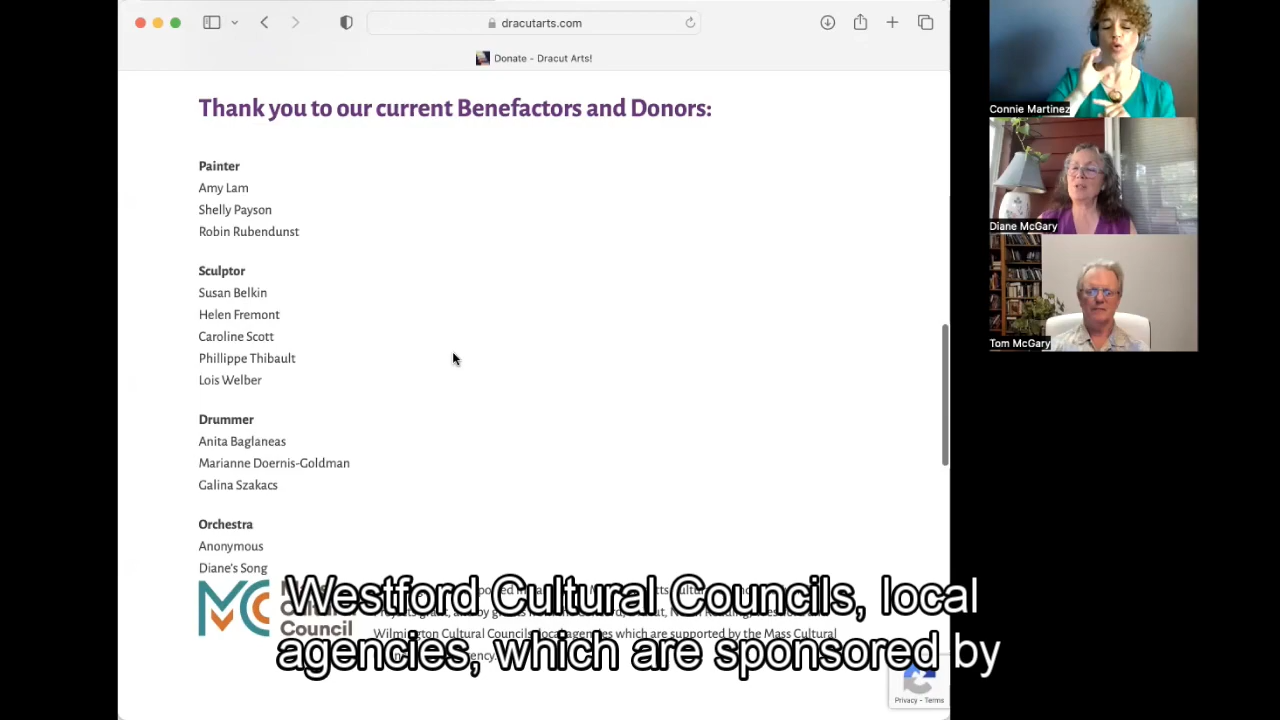 dracutarts.com
Donate - Dracut Arts!
Thank you to our current Benefactors and Donors:
Painter
Amy Lam
Shelly Payson
Robin Rubendunst
Sculptor
Susan Belkin
Helen Fremont
Caroline Scott
Phillippe Thibault
Lois Welber
Drummer
Anita Baglaneas
Marianne Doernis-Goldman
Galina Szakacs
Orchestra
Anonymous
Diane's Song
MC
Council
Wilmington Cultural Councils, local agencies which are supported by the Mass Cultural
Westford Cultural Councils, local
agencies, which are sponsored by
Privacy - Terms
Connie Martinez
Diane McGary
Tom McGary